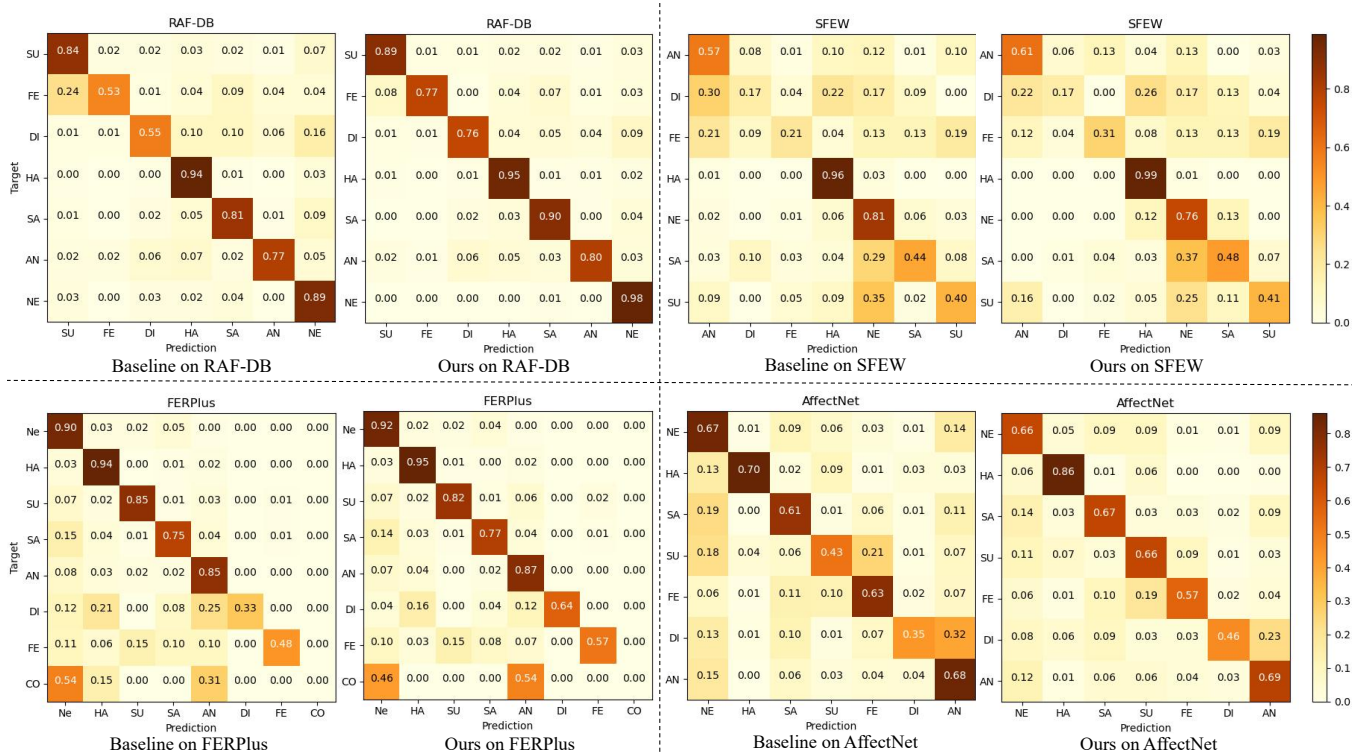 RAF-DB
SU 0.84 0.02 0.02 0.03 0.02 0.01 0.07
FE 0.24 0.53 0.01 0.04 0.09 0.04 0.04
DI 0.01 0.01 0.55 0.10 0.10 0.06 0.16
HA 0.00 0.00 0.01 0.94 0.01 0.00 0.03
SA 0.01 0.00 0.02 0.05 0.81 0.01 0.09
AN 0.02 0.02 0.06 0.07 0.02 0.77 0.05
NE 0.03 0.00 0.03 0.02 0.04 0.00 0.89
SU FE DI HA SA AN NE
Target
Prediction
Baseline on RAF-DB
RAF-DB
SU 0.89 0.01 0.01 0.02 0.02 0.01 0.03
FE 0.08 0.77 0.00 0.04 0.07 0.01 0.03
DI 0.01 0.01 0.76 0.04 0.05 0.04 0.09
HA 0.00 0.00 0.01 0.95 0.01 0.01 0.02
SA 0.00 0.00 0.02 0.03 0.90 0.00 0.04
AN 0.02 0.01 0.06 0.05 0.03 0.80 0.03
NE 0.00 0.00 0.00 0.00 0.01 0.00 0.98
SU FE DI HA SA AN NE
Prediction
Ours on RAF-DB
SFEW
AN 0.57 0.08 0.01 0.10 0.12 0.01 0.10
DI 0.30 0.17 0.04 0.22 0.17 0.09 0.00
FE 0.21 0.09 0.21 0.04 0.13 0.13 0.19
HA 0.01 0.00 0.00 0.96 0.03 0.00 0.00
NE 0.02 0.00 0.01 0.06 0.81 0.06 0.03
SA 0.03 0.10 0.03 0.04 0.29 0.44 0.08
SU 0.09 0.00 0.05 0.09 0.35 0.02 0.40
AN DI FE HA NE SA SU
Prediction
Baseline on SFEW
SFEW
AN 0.61 0.06 0.13 0.04 0.13 0.00 0.03
DI 0.22 0.17 0.00 0.26 0.17 0.13 0.04
FE 0.12 0.04 0.31 0.08 0.13 0.13 0.19
HA 0.00 0.00 0.00 0.99 0.01 0.00 0.00
NE 0.00 0.00 0.00 0.12 0.76 0.13 0.00
SA 0.00 0.01 0.04 0.03 0.37 0.48 0.07
SU 0.16 0.00 0.02 0.05 0.25 0.11 0.41
AN DI FE HA NE SA SU
Prediction
Ours on SFEW
0.8
0.6
0.4
0.2
0.0
FERPlus
Ne 0.90 0.03 0.02 0.05 0.00 0.00 0.00 0.00
HA 0.03 0.94 0.00 0.01 0.02 0.00 0.00 0.00
SU 0.07 0.02 0.85 0.01 0.03 0.00 0.01 0.00
SA 0.15 0.04 0.01 0.75 0.04 0.00 0.01 0.00
AN 0.08 0.03 0.02 0.02 0.85 0.00 0.00 0.00
DI 0.12 0.21 0.00 0.08 0.25 0.33 0.00 0.00
FE 0.11 0.06 0.15 0.10 0.10 0.00 0.48 0.00
CO 0.54 0.15 0.00 0.00 0.31 0.00 0.00 0.00
Ne HA SU SA AN DI FE CO
Target
Prediction
Baseline on FERPlus
FERPlus
Ne 0.92 0.02 0.02 0.04 0.00 0.00 0.00 0.00
HA 0.03 0.95 0.01 0.00 0.02 0.00 0.00 0.00
SU 0.07 0.02 0.82 0.01 0.06 0.00 0.02 0.00
SA 0.14 0.03 0.01 0.77 0.04 0.00 0.01 0.00
AN 0.07 0.04 0.00 0.02 0.87 0.00 0.00 0.00
DI 0.04 0.16 0.00 0.04 0.12 0.64 0.00 0.00
FE 0.10 0.03 0.15 0.08 0.07 0.00 0.57 0.00
CO 0.46 0.00 0.00 0.00 0.54 0.00 0.00 0.00
Ne HA SU SA AN DI FE CO
Prediction
Ours on FERPlus
AffectNet
NE 0.67 0.01 0.09 0.06 0.03 0.01 0.14
HA 0.13 0.70 0.02 0.09 0.01 0.03 0.03
SA 0.19 0.00 0.61 0.01 0.06 0.01 0.11
SU 0.18 0.04 0.06 0.43 0.21 0.01 0.07
FE 0.06 0.01 0.11 0.10 0.63 0.02 0.07
DI 0.13 0.01 0.10 0.01 0.07 0.35 0.32
AN 0.15 0.00 0.06 0.03 0.04 0.04 0.68
NE HA SA SU FE DI AN
Prediction
Baseline on AffectNet
AffectNet
NE 0.66 0.05 0.09 0.09 0.01 0.01 0.09
HA 0.06 0.86 0.01 0.06 0.00 0.00 0.00
SA 0.14 0.03 0.67 0.03 0.03 0.02 0.09
SU 0.11 0.07 0.03 0.66 0.09 0.01 0.03
FE 0.06 0.01 0.10 0.19 0.57 0.02 0.04
DI 0.08 0.06 0.09 0.03 0.03 0.46 0.23
AN 0.12 0.01 0.06 0.06 0.04 0.03 0.69
NE HA SA SU FE DI AN
Prediction
Ours on AffectNet
0.8
0.7
0.6
0.5
0.4
0.3
0.2
0.1
0.0